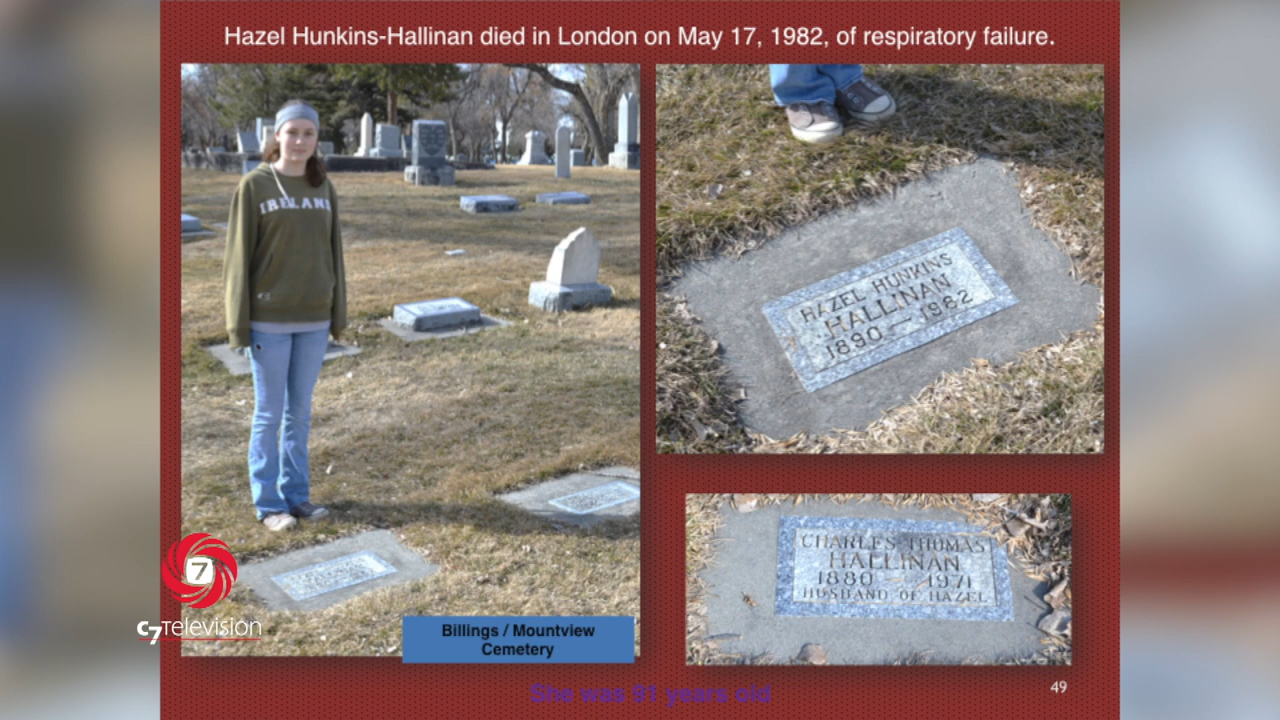 Hazel Hunkins-Hallinan died in London on May 17, 1982, of respiratory failure.
IRELAND
HAZEL HUNKINS
HALLINAN
1890 — 1982
CHARLES THOMAS
HALLINAN
1880 — 1971
HUSBAND OF HAZEL
7
C7Television
Billings / Mountview
Cemetery
She was 91 years old
49